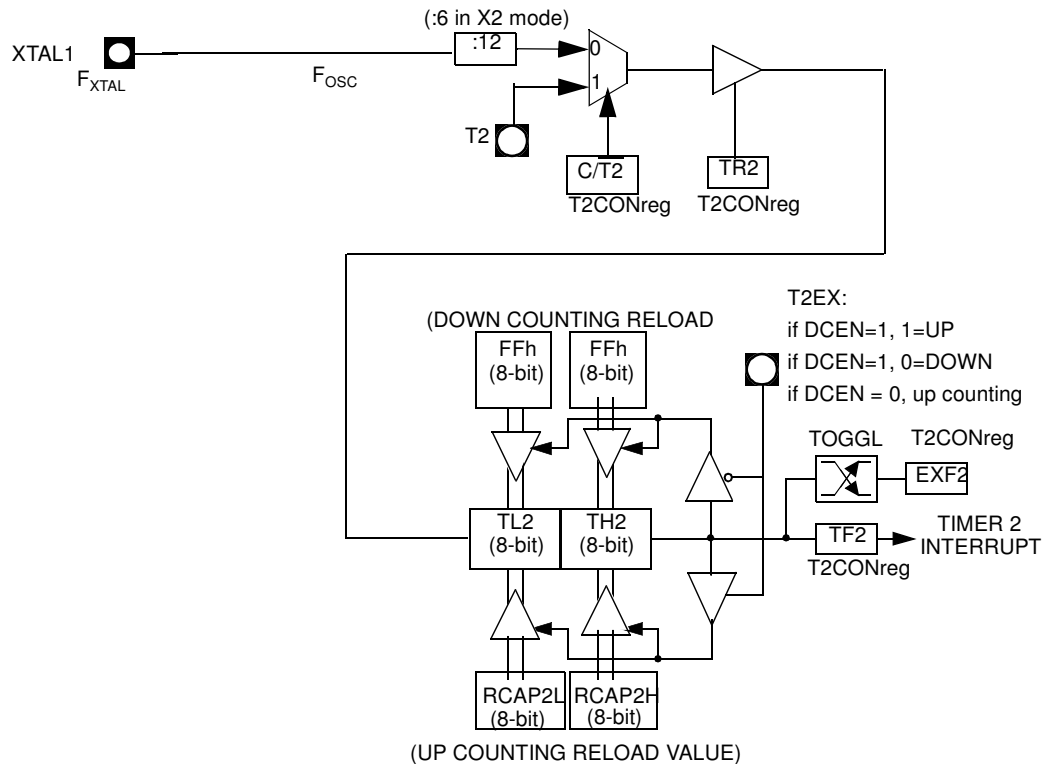 (:6 in X2 mode)
XTAL1
:12
0
FXTAL
FOSC
1
T2
C/T2
TR2
T2CONreg
T2CONreg
T2EX:
(DOWN COUNTING RELOAD
if DCEN=1, 1=UP
FFh
(8-bit)
FFh
(8-bit)
if DCEN=1, 0=DOWN
if DCEN = 0, up counting
TOGGL
T2CONreg
EXF2
TL2
(8-bit)
TH2
(8-bit)
TF2
TIMER 2
INTERRUPT
T2CONreg
RCAP2L
(8-bit)
RCAP2H
(8-bit)
(UP COUNTING RELOAD VALUE)